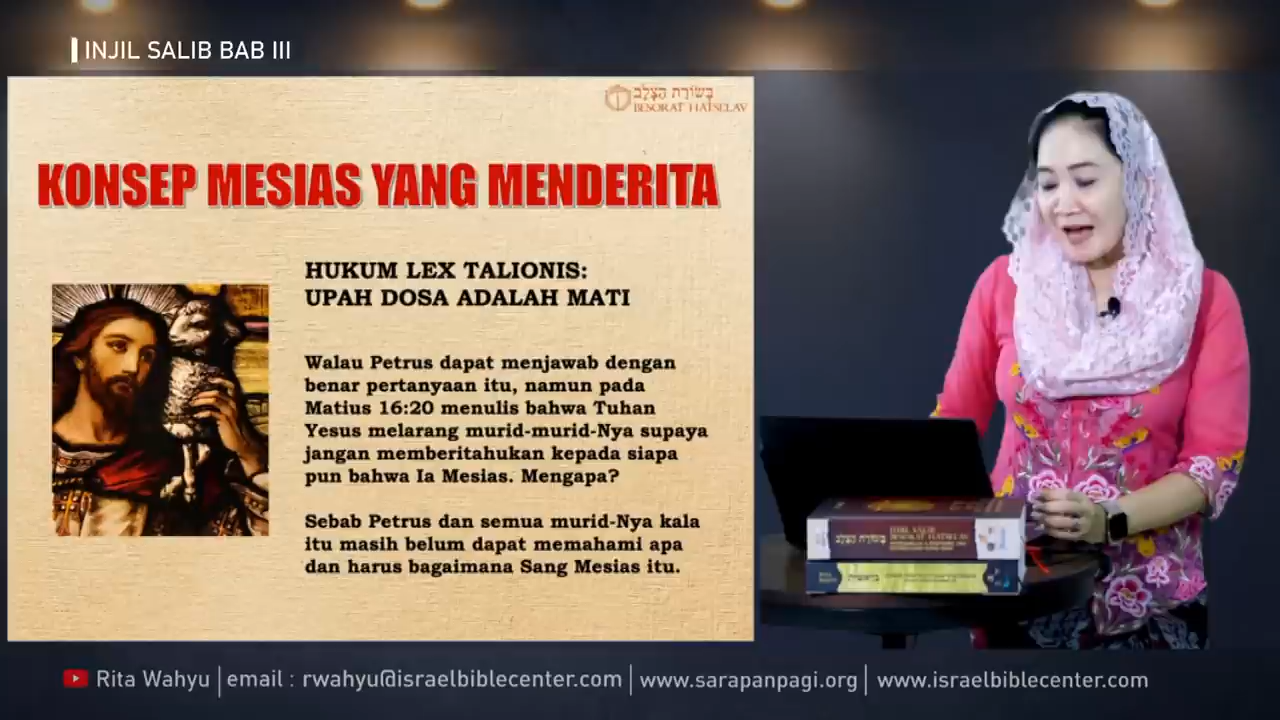 INJIL SALIB BAB III
בְּשׂוֹרַת הַצְּלָב
BESORAT HATSELAV
KONSEP MESIAS YANG MENDERITA
HUKUM LEX TALIONIS:
UPAH DOSA ADALAH MATI
Walau Petrus dapat menjawab dengan
benar pertanyaan itu, namun pada
Matius 16:20 menulis bahwa Tuhan
Yesus melarang murid-murid-Nya supaya
jangan memberitahukan kepada siapa
pun bahwa Ia Mesias. Mengapa?
Sebab Petrus dan semua murid-Nya kala
itu masih belum dapat memahami apa
dan harus bagaimana Sang Mesias itu.
INJIL SALIB
BESORAT HATSELAV
Rita Wahyu | email : rwahyu@israelbiblecenter.com | www.sarapanpagi.org | www.israelbiblecenter.com